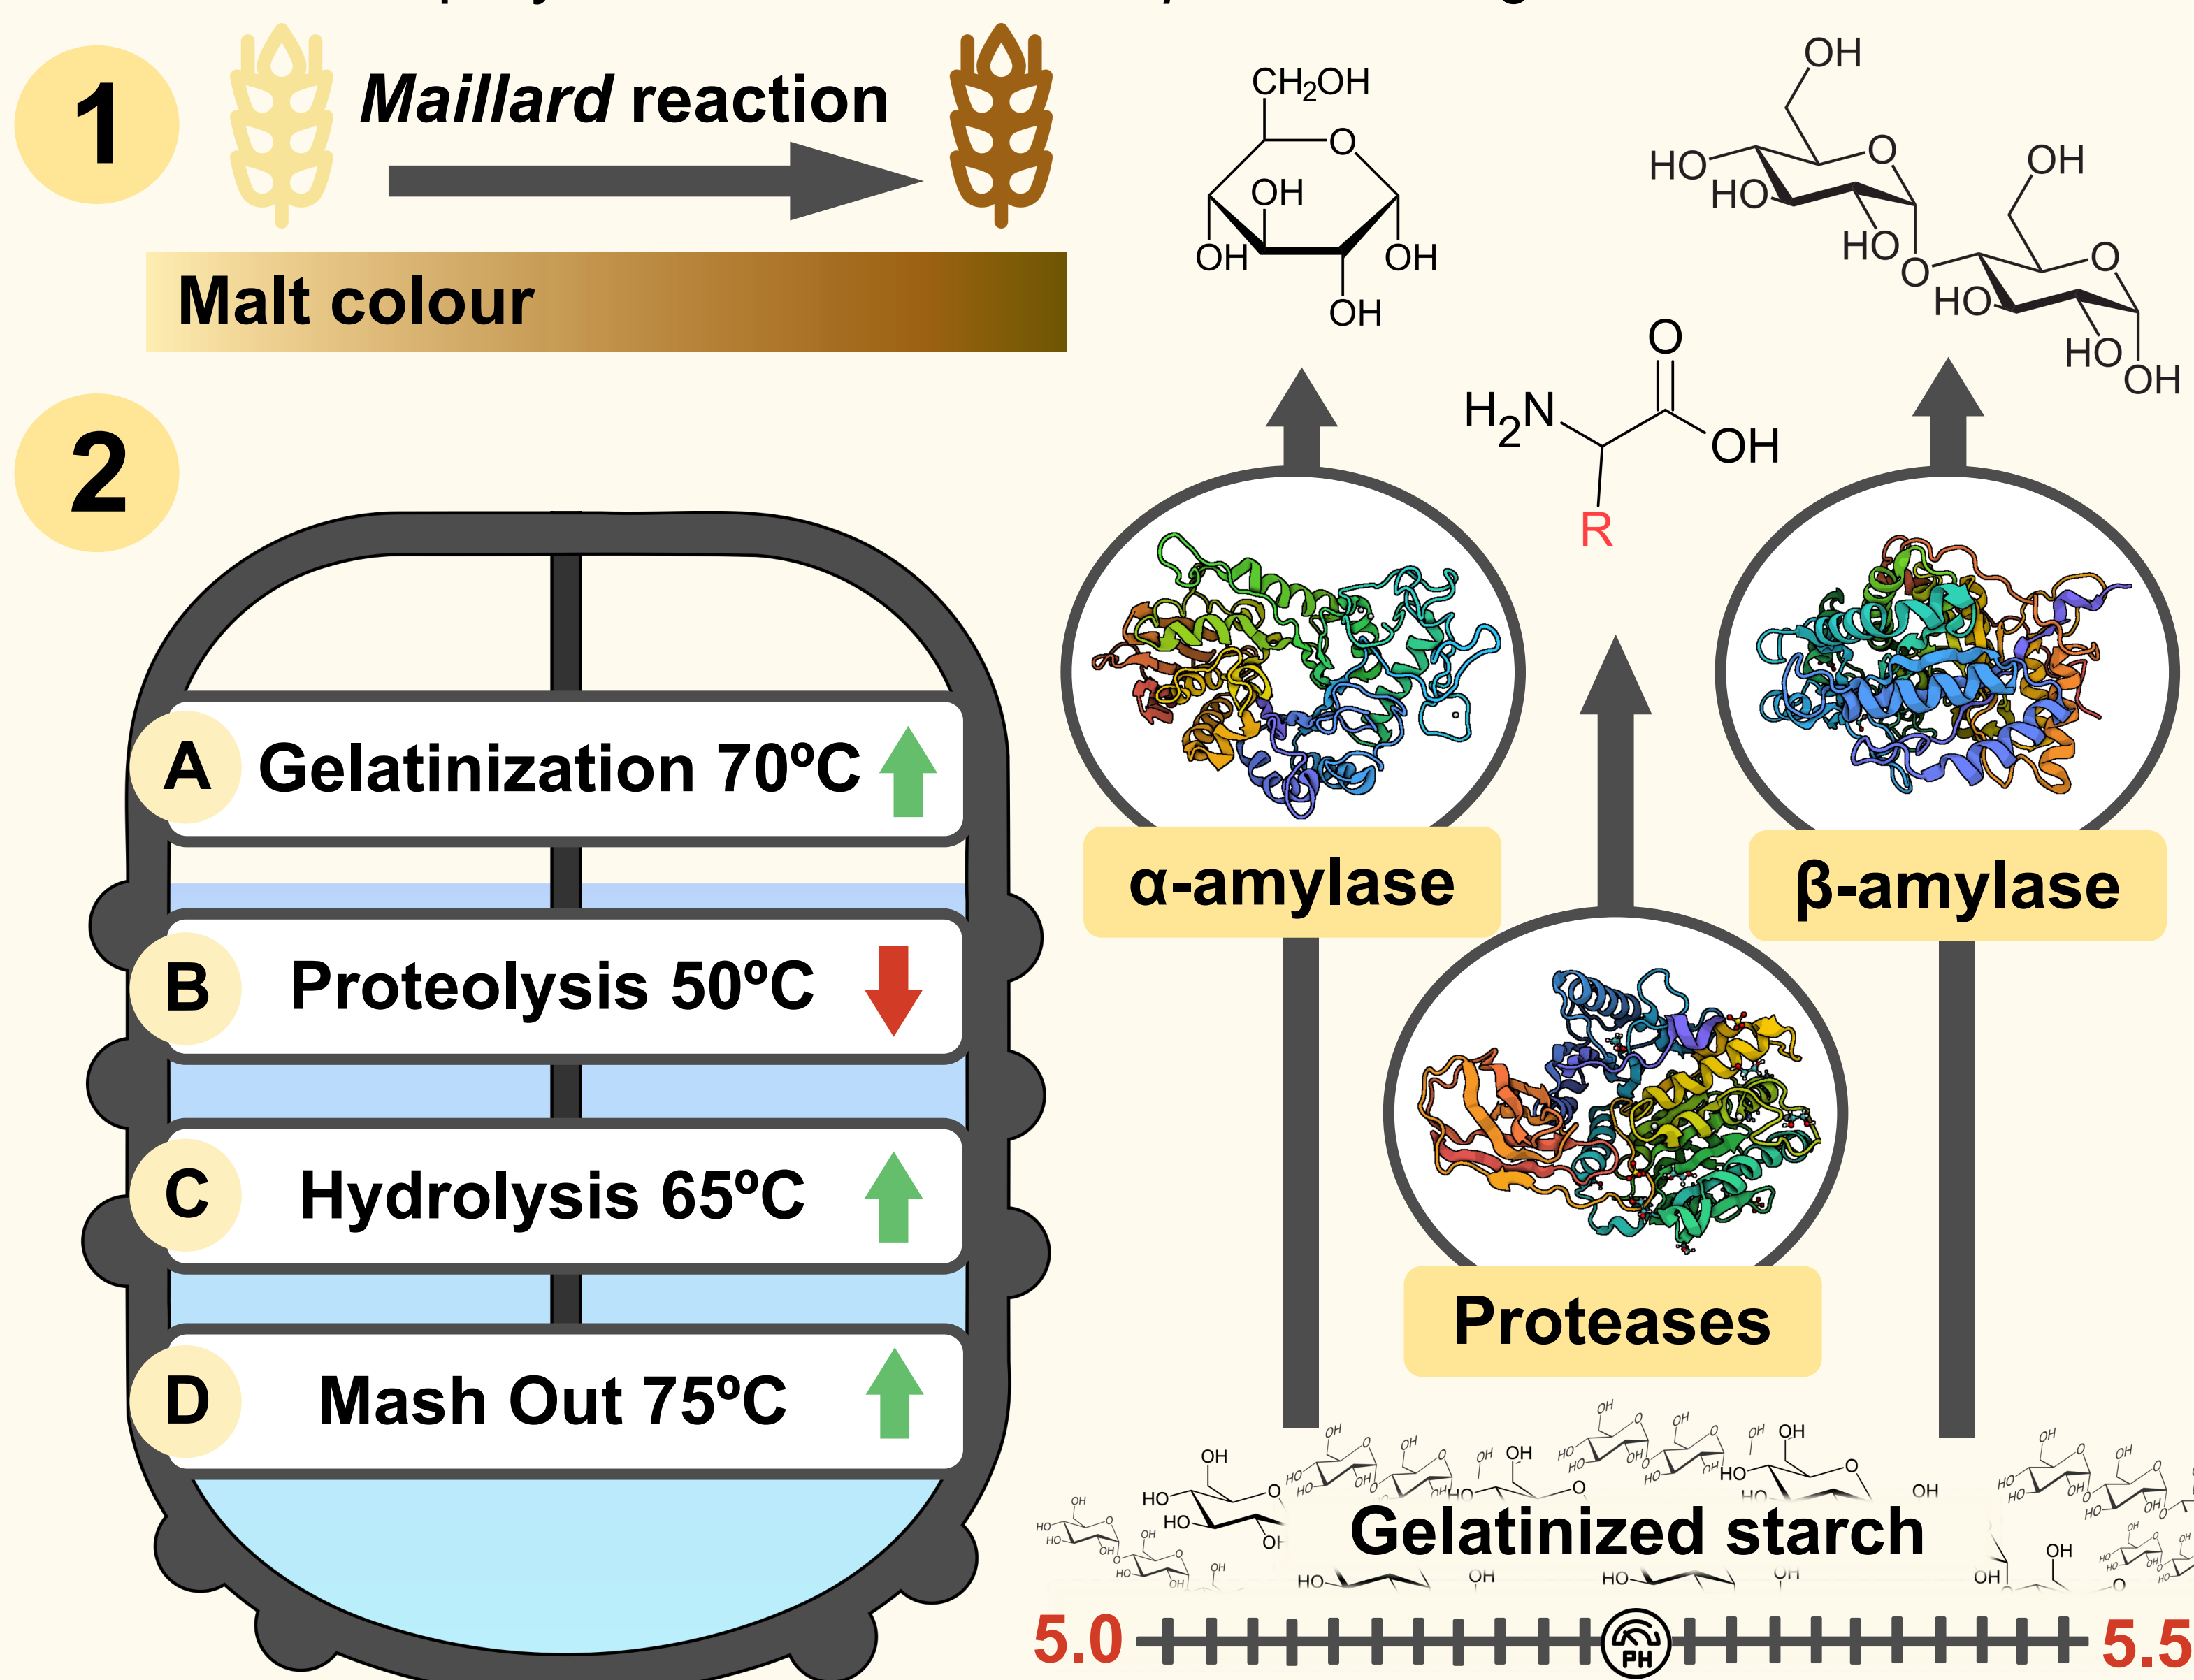 1
Maillard reaction
Malt colour
2
A Gelatinization 70ºC
B Proteolysis 50ºC
C Hydrolysis 65ºC
D Mash Out 75ºC
CH2OH
O
OH
OH
OH
OH
OH
O
HO
HO
HO
O
OH
O
HO
HO
OH
O
H2N
OH
R
α-amylase
β-amylase
Proteases
Gelatinized starch
5.0
PH
5.5